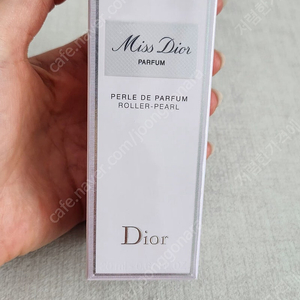 Miss Dior
PARFUM
PERLE DE PARFUM
ROLLER-PEARL
Dior